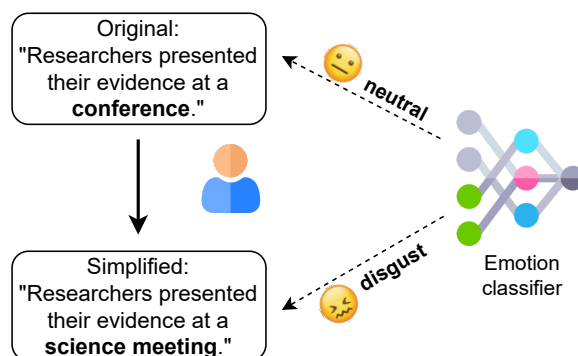 Original:
"Researchers presented
their evidence at a
conference."
neutral
Simplified:
"Researchers presented
their evidence at a
science meeting."
disgust
Emotion
classifier